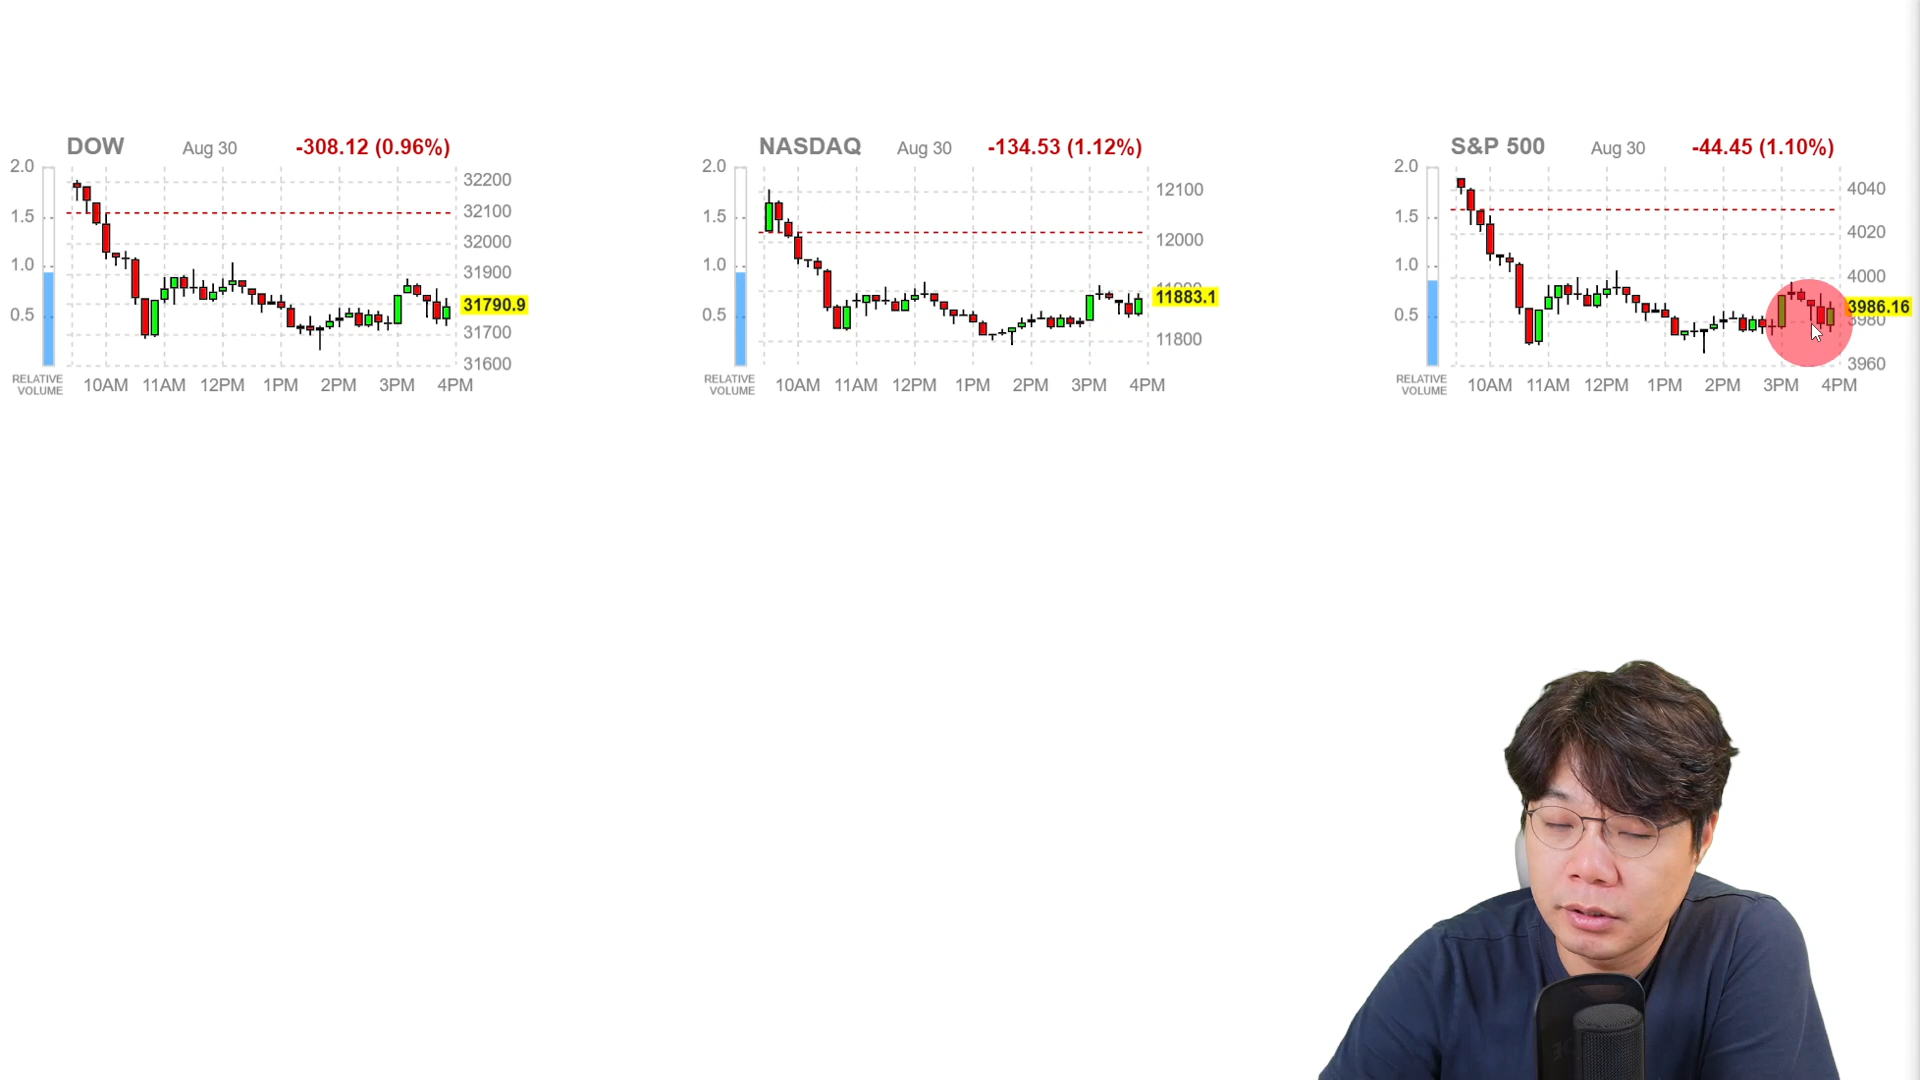 DOW Aug 30 -308.12 (0.96%)
2.0
1.5
1.0
0.5
32200
32100
32000
31900
31790.9
31700
31600
RELATIVE
VOLUME
10AM 11AM 12PM 1PM 2PM 3PM 4PM
NASDAQ Aug 30 -134.53 (1.12%)
2.0
1.5
1.0
0.5
12100
12000
11883.1
11800
RELATIVE
VOLUME
10AM 11AM 12PM 1PM 2PM 3PM 4PM
S&P 500 Aug 30 -44.45 (1.10%)
2.0
1.5
1.0
0.5
4040
4020
4000
3986.16
3980
3960
RELATIVE
VOLUME
10AM 11AM 12PM 1PM 2PM 3PM 4PM